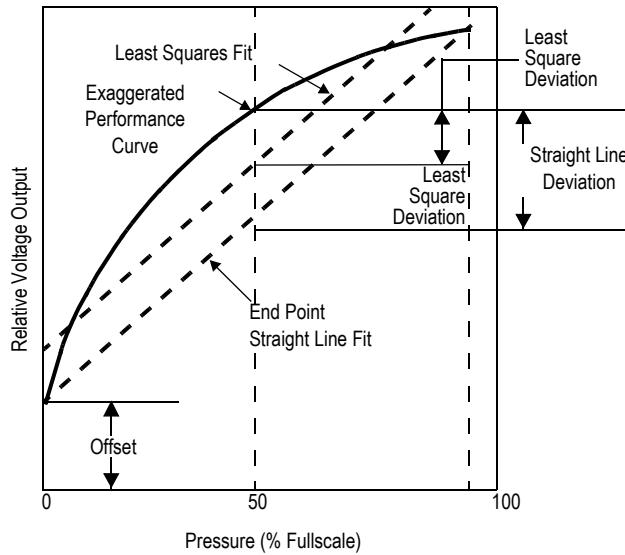 Least
Square
Deviation
Least Squares Fit
Exaggerated
Performance
Curve
Straight Line
Deviation
Least
Square
Deviation
Relative Voltage Output
End Point
Straight Line Fit
Offset
0
50
100
Pressure (% Fullscale)